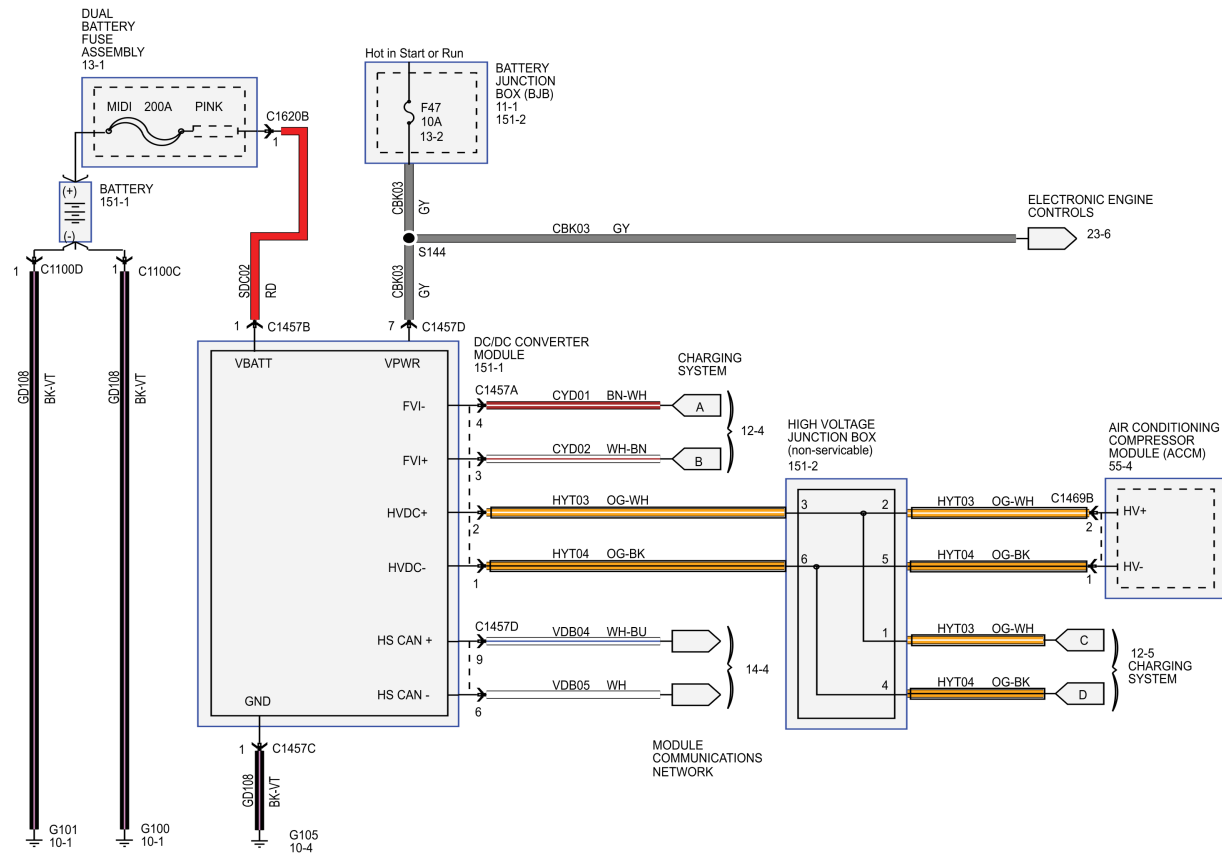 DUAL
BATTERY
FUSE
ASSEMBLY
13-1
MIDI 200A PINK
C1620B
1
Hot in Start or Run
F47
10A
13-2
BATTERY
JUNCTION
BOX (BJB)
11-1
151-2
(+)
(-)
BATTERY
151-1
1 C1100D
1 C1100C
GD108
BK-VT
GD108
BK-VT
SDC02
RD
CBK03
GY
CBK03 GY
S144
CBK03
GY
ELECTRONIC ENGINE
CONTROLS
23-6
1 C1457B
7 C1457D
DC/DC CONVERTER
MODULE
151-1
VBATT
VPWR
C1457A
FVI-
4
CYD01 BN-WH
A
CHARGING
SYSTEM
12-4
FVI+
3
CYD02 WH-BN
B
HVDC+
2
HYT03 OG-WH
HVDC-
1
HYT04 OG-BK
HIGH VOLTAGE
JUNCTION BOX
(non-servicable)
151-2
3
2
6
5
1
4
HYT03 OG-WH
C1469B
2
HV+
HYT04 OG-BK
1
HV-
AIR CONDITIONING
COMPRESSOR
MODULE (ACCM)
55-4
HYT03 OG-WH
C
HYT04 OG-BK
D
12-5
CHARGING
SYSTEM
C1457D
HS CAN +
9
VDB04 WH-BU
HS CAN -
6
VDB05 WH
14-4
MODULE
COMMUNICATIONS
NETWORK
GND
1 C1457C
GD108
BK-VT
G101
10-1
G100
10-1
G105
10-4